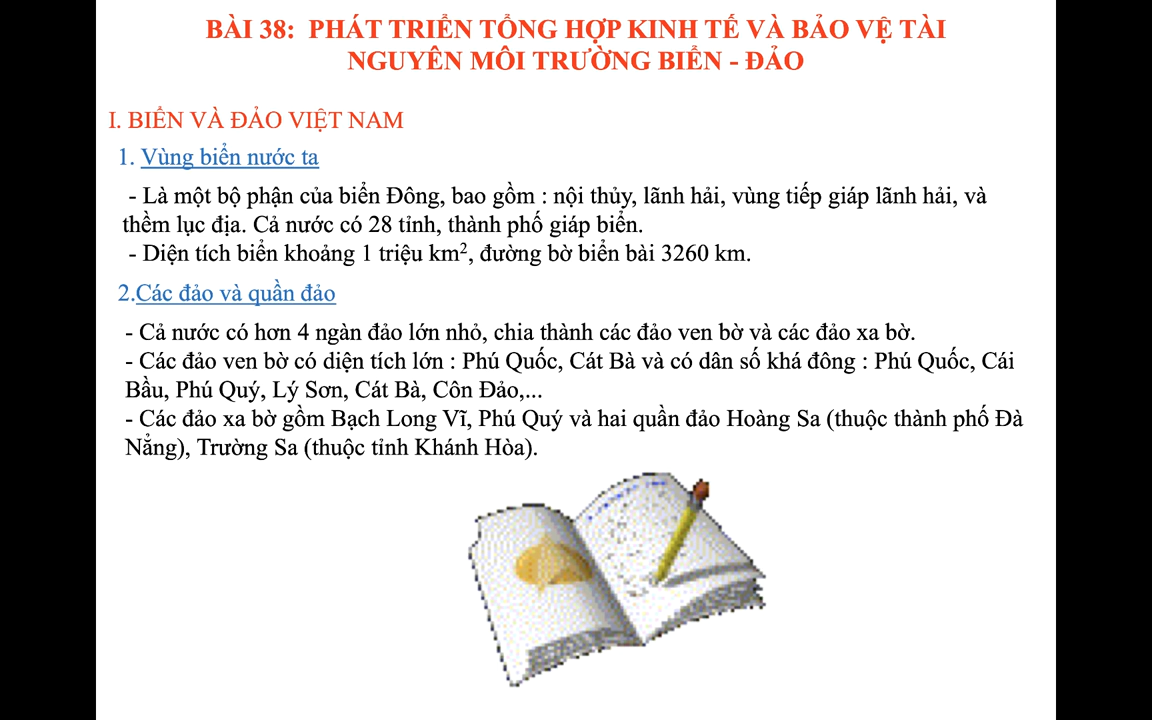 BÀI 38: PHÁT TRIỂN TỔNG HỢP KINH TẾ VÀ BẢO VỆ TÀI
NGUYÊN MÔI TRƯỜNG BIỂN - ĐẢO
I. BIỂN VÀ ĐẢO VIỆT NAM
1. Vùng biển nước ta
- Là một bộ phận của biển Đông, bao gồm : nội thủy, lãnh hải, vùng tiếp giáp lãnh hải, và
thềm lục địa. Cả nước có 28 tỉnh, thành phố giáp biển.
- Diện tích biển khoảng 1 triệu km², đường bờ biển bài 3260 km.
2.Các đảo và quần đảo
- Cả nước có hơn 4 ngàn đảo lớn nhỏ, chia thành các đảo ven bờ và các đảo xa bờ.
- Các đảo ven bờ có diện tích lớn : Phú Quốc, Cát Bà và có dân số khá đông : Phú Quốc, Cái
Bầu, Phú Quý, Lý Sơn, Cát Bà, Côn Đảo,...
- Các đảo xa bờ gồm Bạch Long Vĩ, Phú Quý và hai quần đảo Hoàng Sa (thuộc thành phố Đà
Nẳng), Trường Sa (thuộc tỉnh Khánh Hòa).